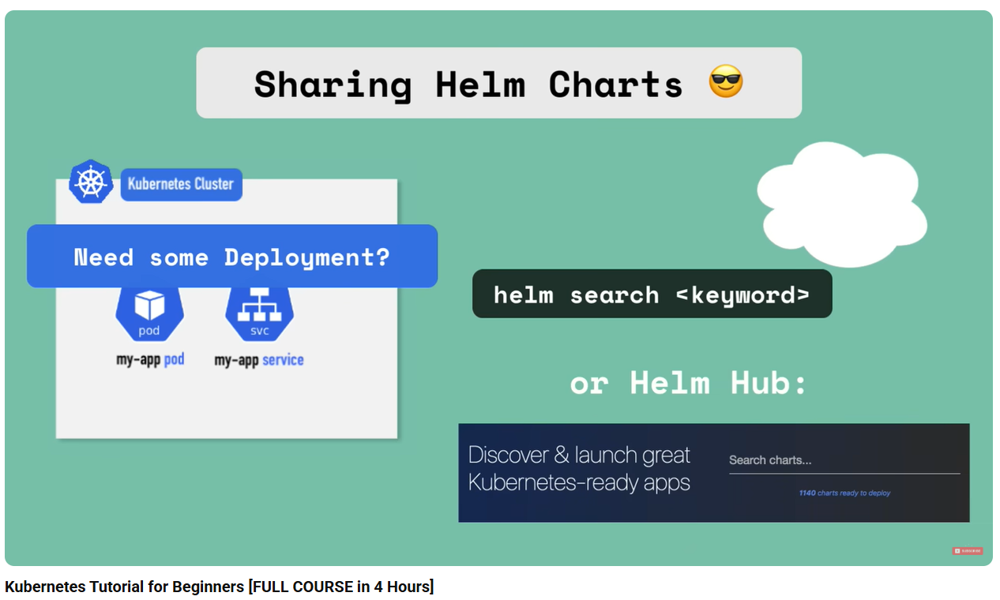 Sharing Helm Charts 😎
Kubernetes Cluster
Need some Deployment?
pod
svc
my-app pod
my-app service
helm search <keyword>
or Helm Hub:
Discover & launch great
Kubernetes-ready apps
Search charts...
1140 charts ready to deploy
SUBSCRIBE
Kubernetes Tutorial for Beginners [FULL COURSE in 4 Hours]